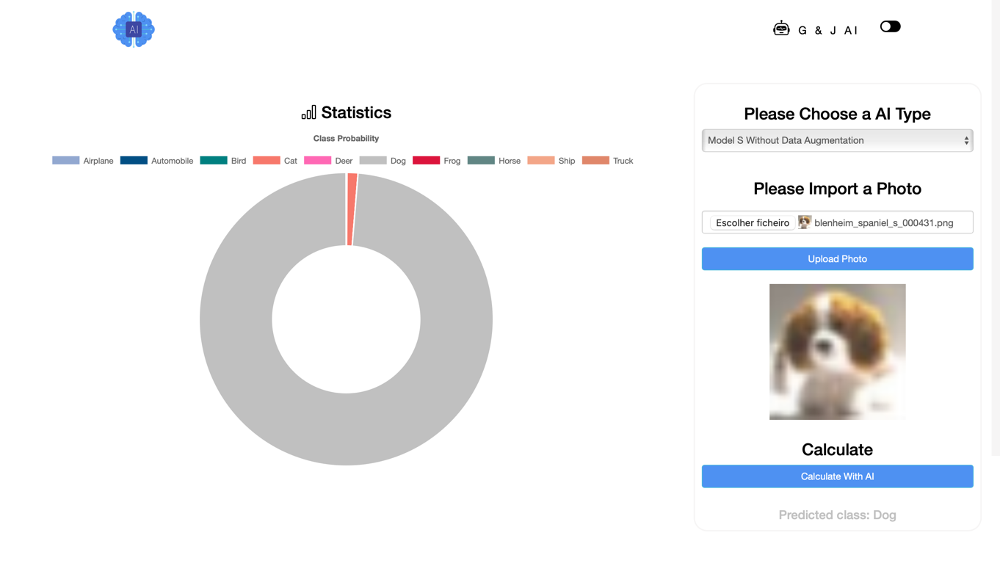 AI
G & J AI
Statistics
Class Probability
Airplane Automobile Bird Cat Deer Dog Frog Horse Ship Truck
Please Choose a AI Type
Model S Without Data Augmentation
Please Import a Photo
Escolher ficheiro blenheim_spaniel_s_000431.png
Upload Photo
Calculate
Calculate With AI
Predicted class: Dog